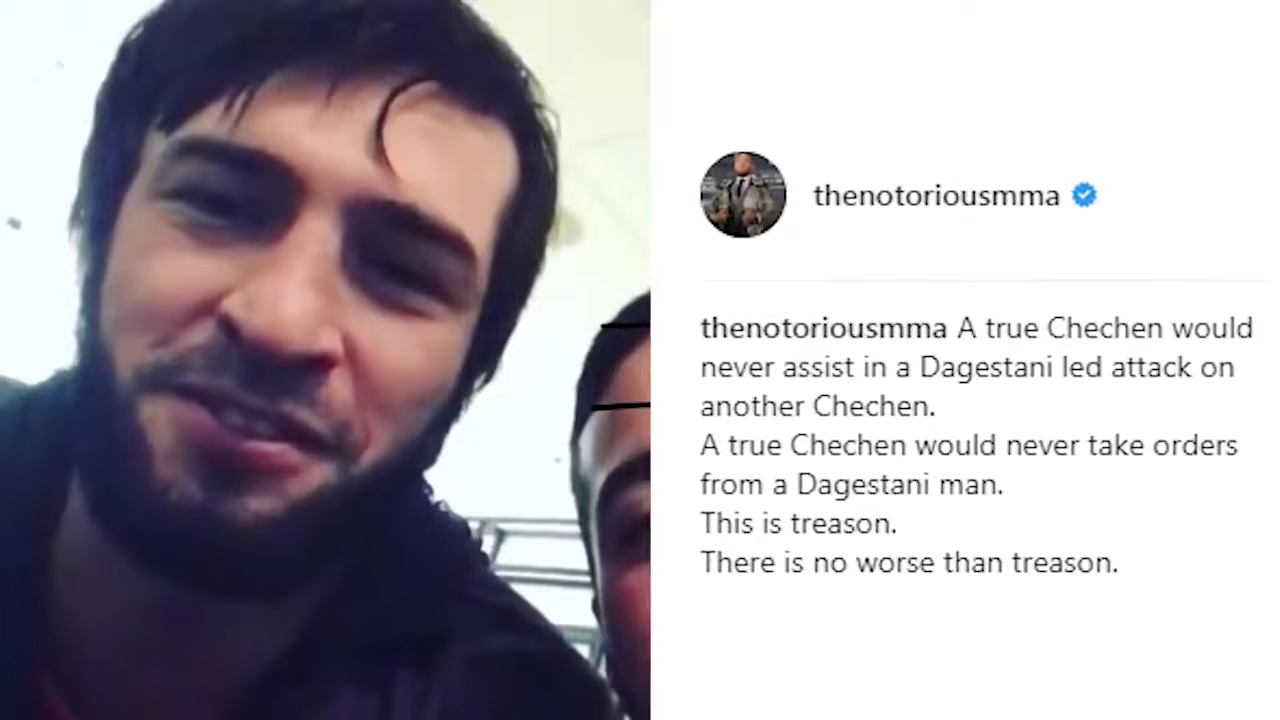 thenotoriousmma
thenotoriousmma A true Chechen would
never assist in a Dagestani led attack on
another Chechen.
A true Chechen would never take orders
from a Dagestani man.
This is treason.
There is no worse than treason.